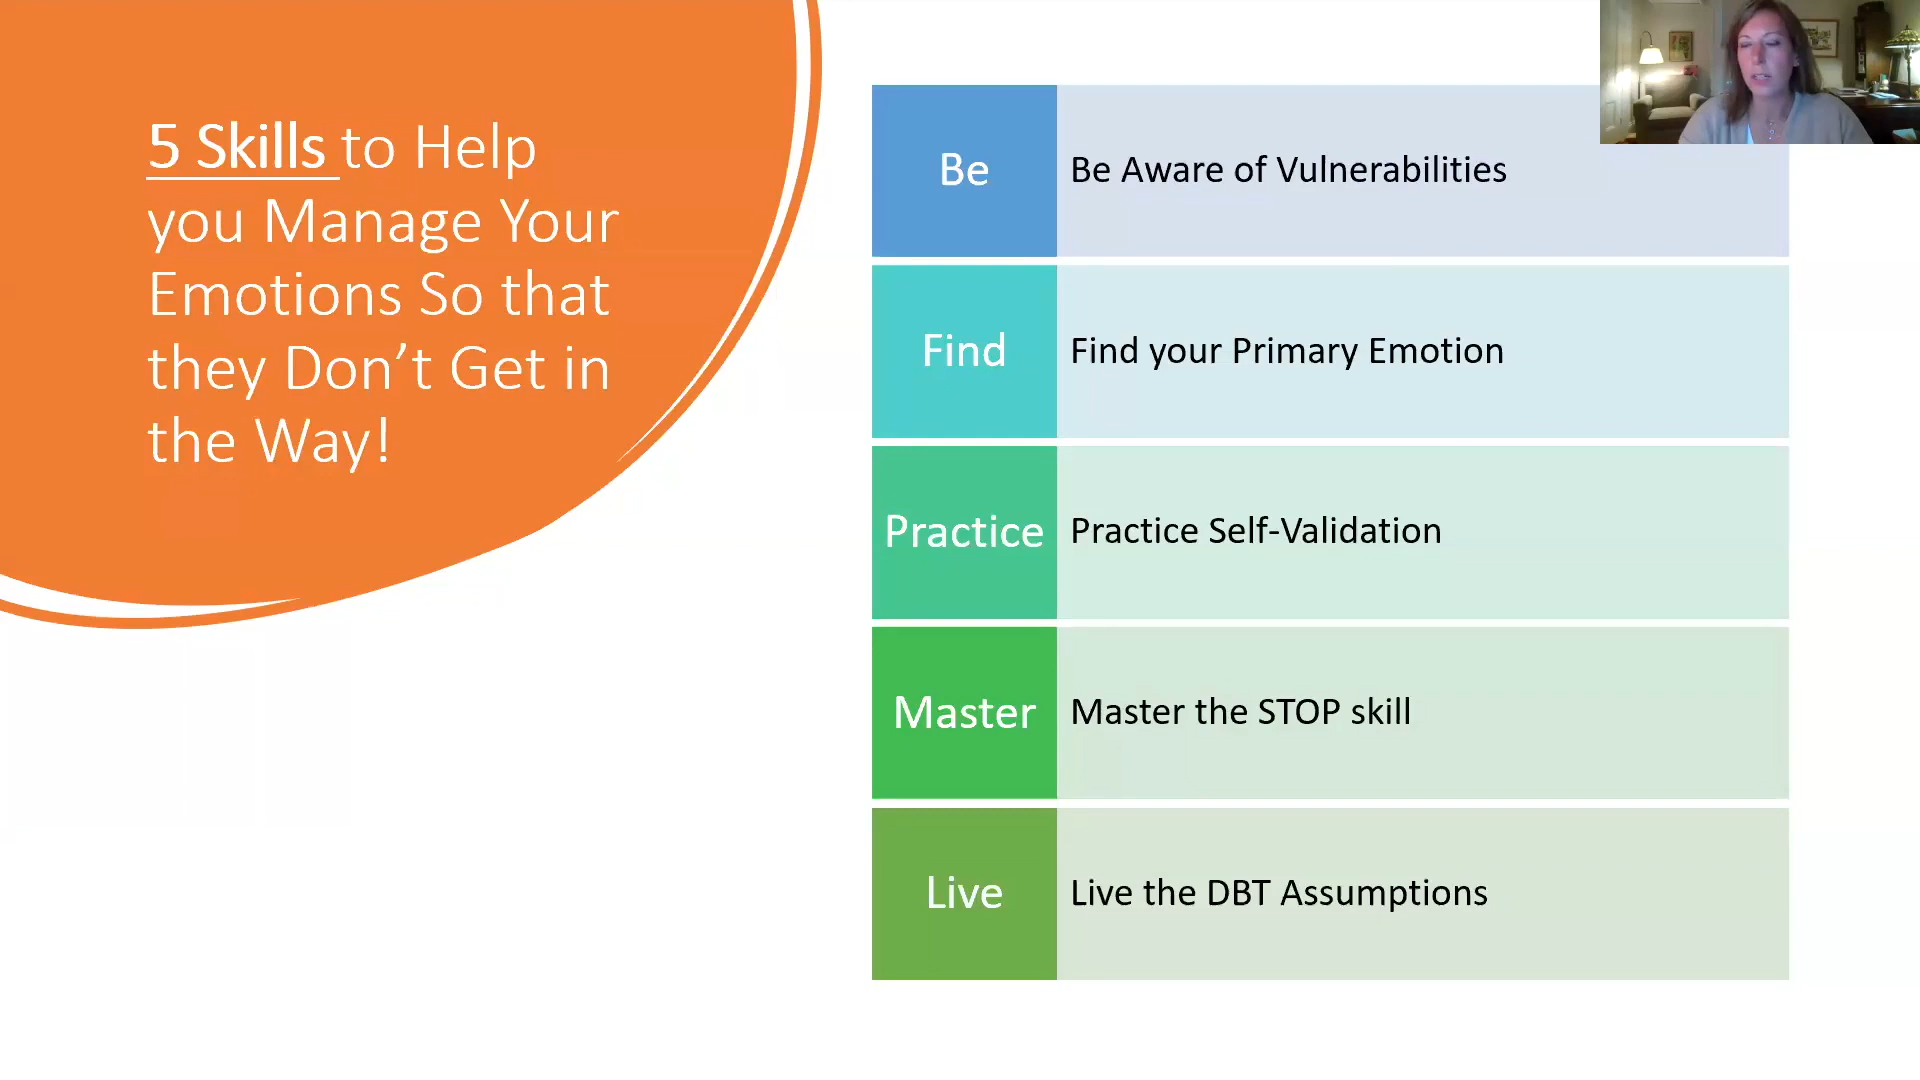 5 Skills to Help
you Manage Your
Emotions So that
they Don’t Get in
the Way!
Be
Be Aware of Vulnerabilities
Find
Find your Primary Emotion
Practice
Practice Self-Validation
Master
Master the STOP skill
Live
Live the DBT Assumptions